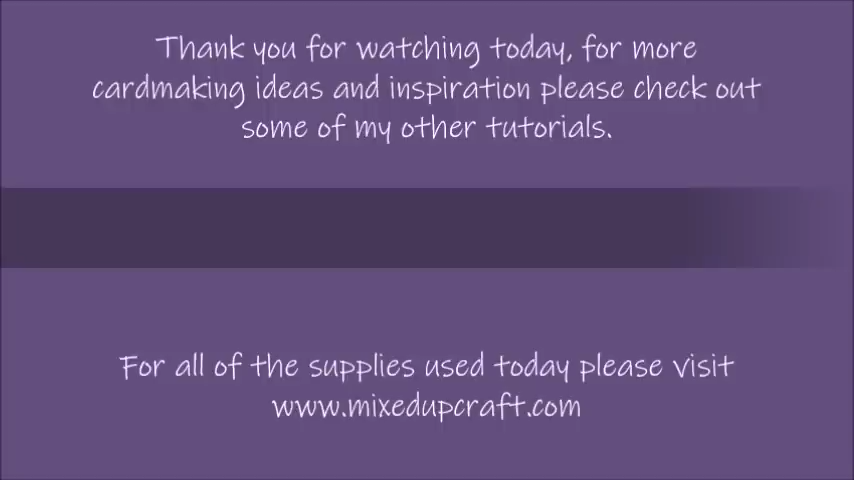 Thank you for watching today, for more
cardmaking ideas and inspiration please check out
some of my other tutorials.
For all of the supplies used today please visit
www.mixedupcraft.com